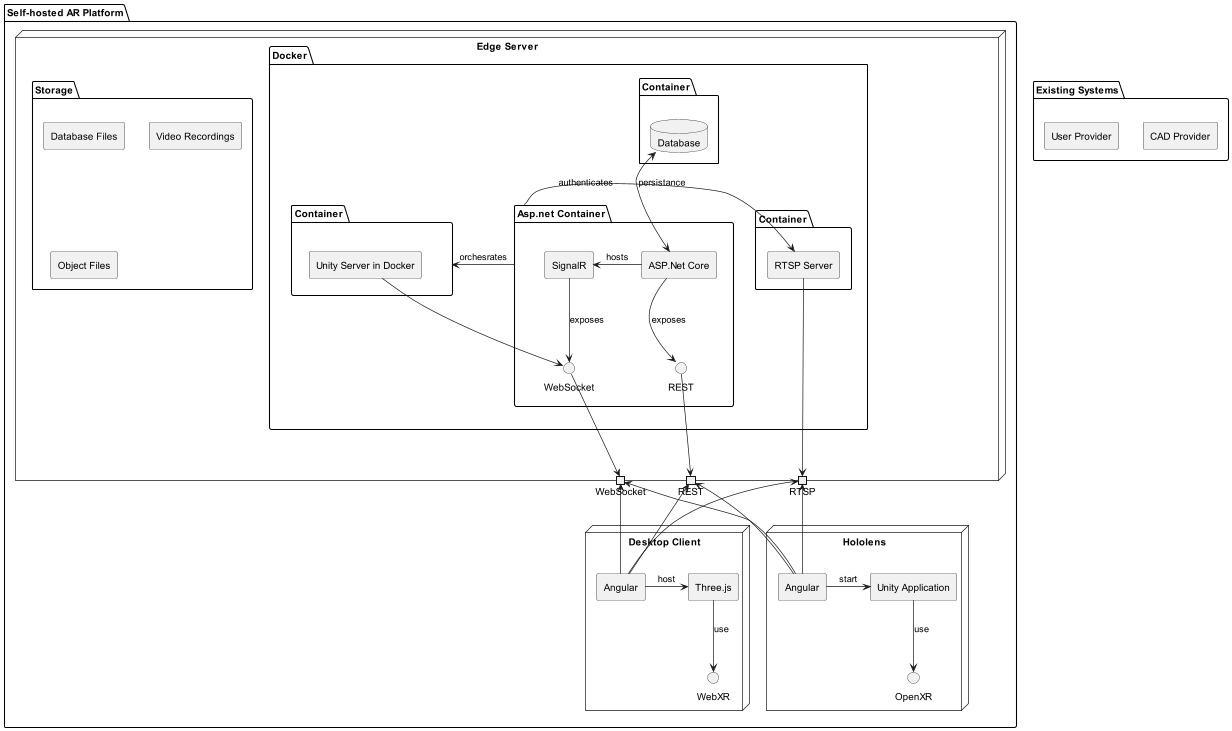 Self-hosted AR Platform
Edge Server
Docker
Container
Database
Storage
Database Files
Video Recordings
Object Files
Existing Systems
User Provider
CAD Provider
authenticates
persistance
Container
Unity Server in Docker
orchesrates
Asp.net Container
SignalR
hosts
ASP.Net Core
Container
RTSP Server
exposes
exposes
WebSocket
REST
WebSocket
REST
RTSP
Desktop Client
Angular
host
Three.js
use
WebXR
Hololens
Angular
start
Unity Application
use
OpenXR